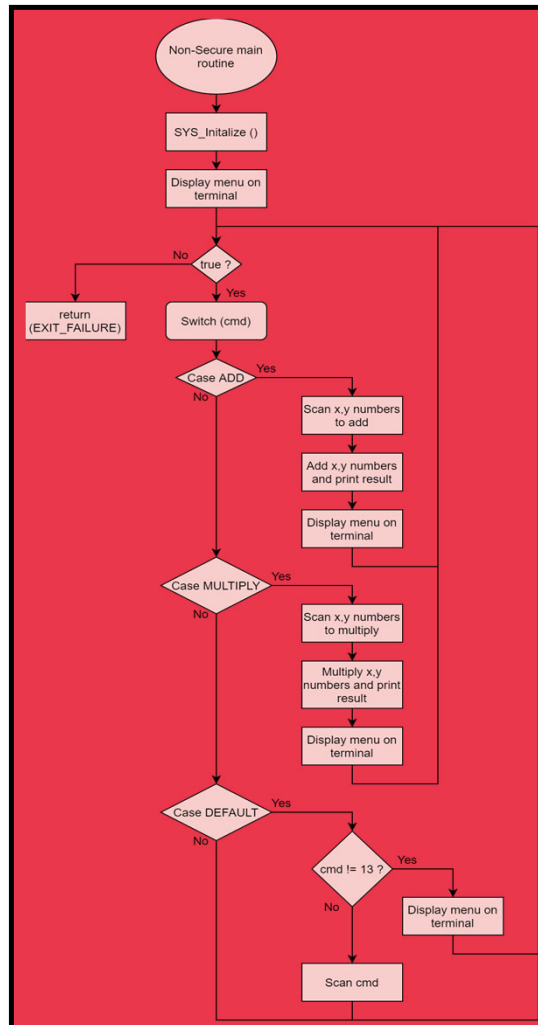 Non-Secure main
routine
SYS_Initalize ()
Display menu on
terminal
true ?
No
Yes
return
(EXIT_FAILURE)
Switch (cmd)
Case ADD
Yes
No
Scan x,y numbers
to add
Add x,y numbers
and print result
Display menu on
terminal
Case MULTIPLY
Yes
No
Scan x,y numbers
to multiply
Multiply x,y
numbers and print
result
Display menu on
terminal
Case DEFAULT
Yes
No
cmd != 13 ?
Yes
No
Display menu on
terminal
Scan cmd